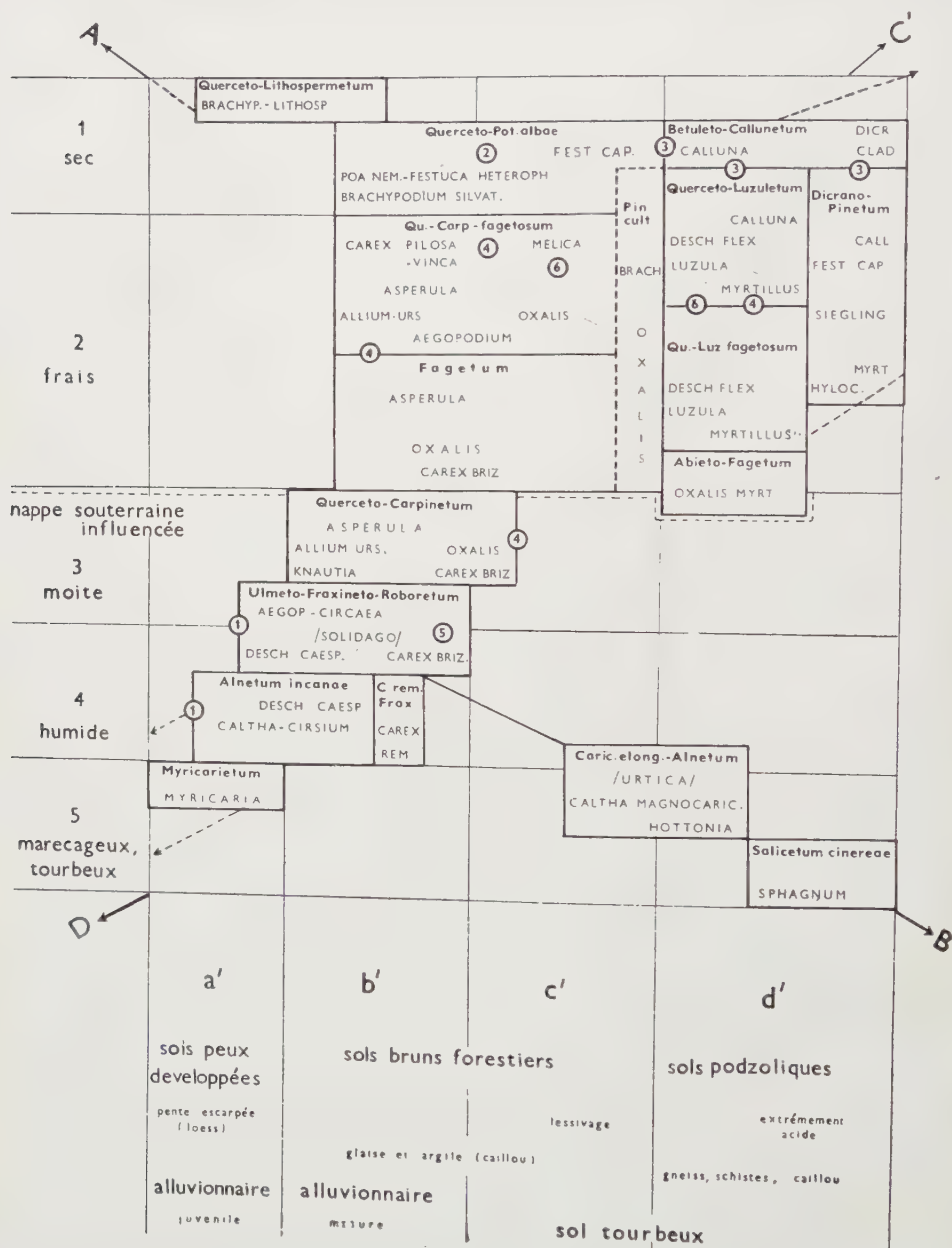 A
C'
1
sec
Querceto-Lithospermetum
BRACHYP.-LITHOSP
Querceto-Pot. albae
2
FEST CAP.
3
POA NEM.-FESTUCA HETEROPH
BRACHYPODIUM SILVAT.
Betuleto-Callunetum
DICR
CALLUNA
CLAD
3
3
2
frais
Qu.-Carp-fagetosum
CAREX PILOSA
-VINCA
4
MELICA
6
ASPERULA
ALLIUM-URS
OXALIS
AEGOPODIUM
4
Fagetum
ASPERULA
OXALIS
CAREX BRIZ
Pin
cult
BRACH
O
X
A
L
I
S
Querceto-Luzuletum
CALLUNA
DESCH FLEX
LUZULA
MYRTILLUS
6
4
Qu.-Luz fagetosum
DESCH FLEX
LUZULA
MYRTILLUS
Abieto-Fagetum
OXALIS MYRT
Dicrano-
Pinetum
CALL
FEST CAP
SIEGLING
MYRT
HYLOC.
nappe souterraine
influencée
3
moite
Querceto-Carpinetum
ASPERULA
ALLIUM URS.
OXALIS
4
KNAUTIA
CAREX BRIZ
Ulmeto-Fraxineto-Roboretum
AEGOP-CIRCAEA
1
/SOLIDAGO/
5
DESCH CAESP.
CAREX BRIZ.
4
humide
Alnetum incanae
DESCH CAESP
1
CALTHA-CIRSIUM
C rem.
Frax
CAREX
REM
5
marecageux,
tourbeux
Myricarietum
MYRICARIA
Caric.elong.-Alnetum
/URTICA/
CALTHA MAGNOCARIC.
HOTTONIA
Salicetum cinereae
SPHAGNUM
D
B
a'
b'
c'
d'
sois peux
developpées
sols bruns forestiers
sols podzoliques
pente escarpée
(loess)
lessivage
extrémement
acide
glaise et argile (caillou)
gneiss, schistes, caillou
alluvionnaire
juvenile
alluvionnaire
sol tourbeux